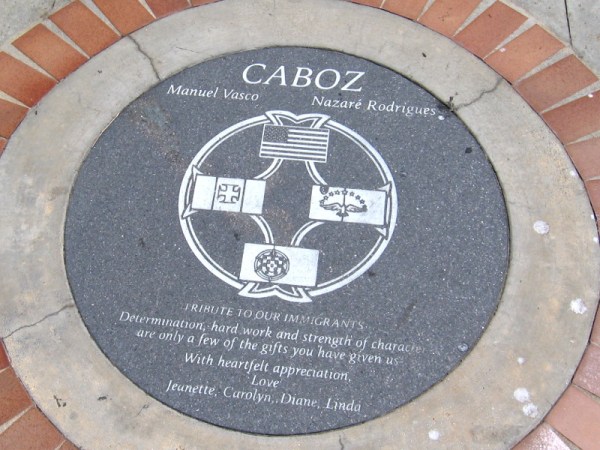 CABOZ
Manuel Vasco Nazaré Rodrigues
TRIBUTE TO OUR IMMIGRANTS
Determination, hard work and strength of character
are only a few of the gifts you have given us
With heartfelt appreciation,
Love
Jeanette, Carolyn, Diane, Linda